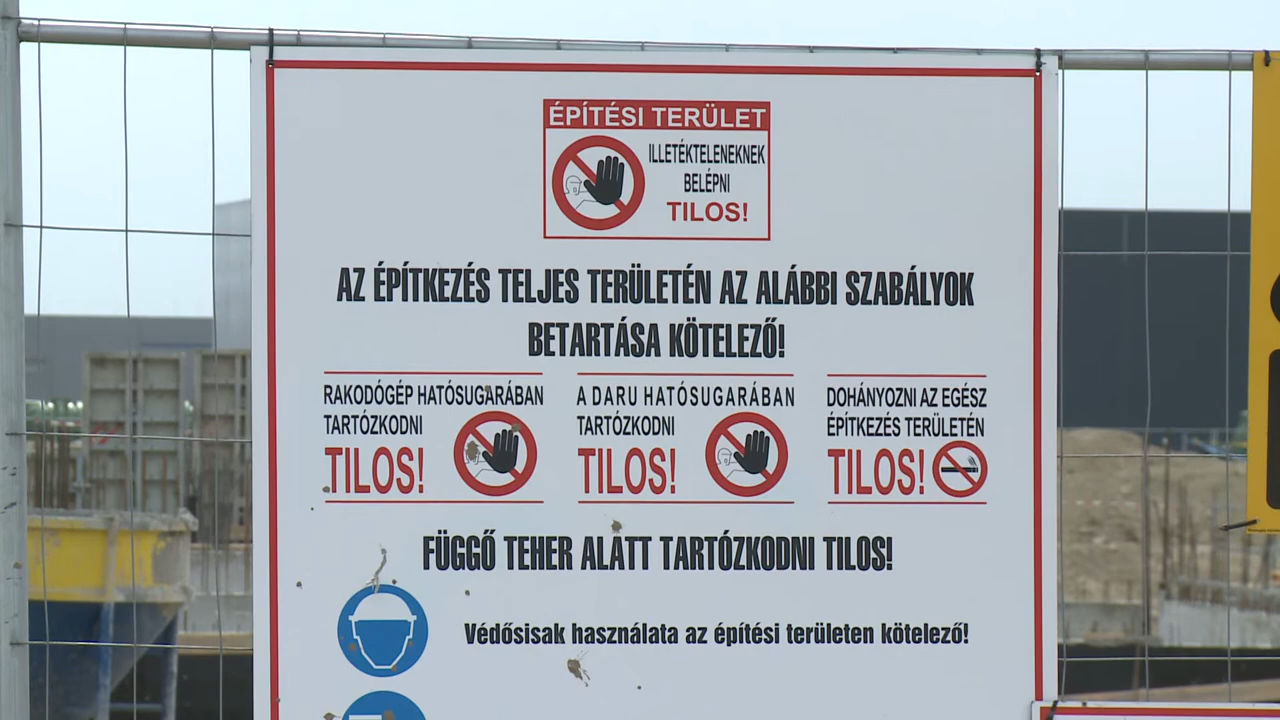 ÉPÍTÉSI TERÜLET
ILLETÉKTELENEKNEK
BELÉPNI
TILOS!
AZ ÉPÍTKEZÉS TELJES TERÜLETÉN AZ ALÁBBI SZABÁLYOK
BETARTÁSA KÖTELEZŐ!
RAKODÓGÉP HATÓSUGARÁBAN
TARTÓZKODNI
TILOS!
A DARU HATÓSUGARÁBAN
TARTÓZKODNI
TILOS!
DOHÁNYOZNI AZ EGÉSZ
ÉPÍTKEZÉS TERÜLETÉN
TILOS!
FÜGGŐ TEHER ALATT TARTÓZKODNI TILOS!
Védősisak használata az építési területen kötelező!